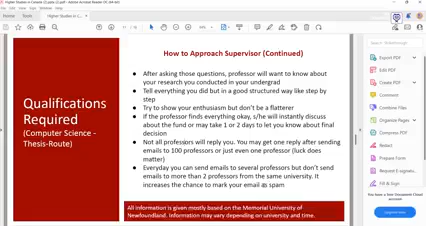 Home
Tools
How to Approach Supervisor (Continued)
Qualifications
Required
(Computer Science -
Thesis-Route)
● After asking those questions, professor will want to know about
your research you conducted in your undergrad
● Tell everything you did but in a good structured way like step by
step
● Try to show your enthusiasm but don't be a flatterer
● If the professor finds everything okay, s/he will instantly discuss
about the fund or may take 1 or 2 days to let you know about final
decision
● Not all professors will reply you. You may get one reply after sending
emails to 100 professors or just even one professor (luck does
matter)
● Everyday you can send emails to several professors but don't send
emails to more than 2 professors from the same university. It
increases the chance to mark your email as spam
All information is given mostly based on the Memorial University of
Newfoundland. Information may vary depending on university and time.
Export PDF
Edit PDF
Create PDF
Comment
Combine Files
Organize Pages
Compress PDF
Redact
Prepare Form
Request E-signatures
Fill & Sign